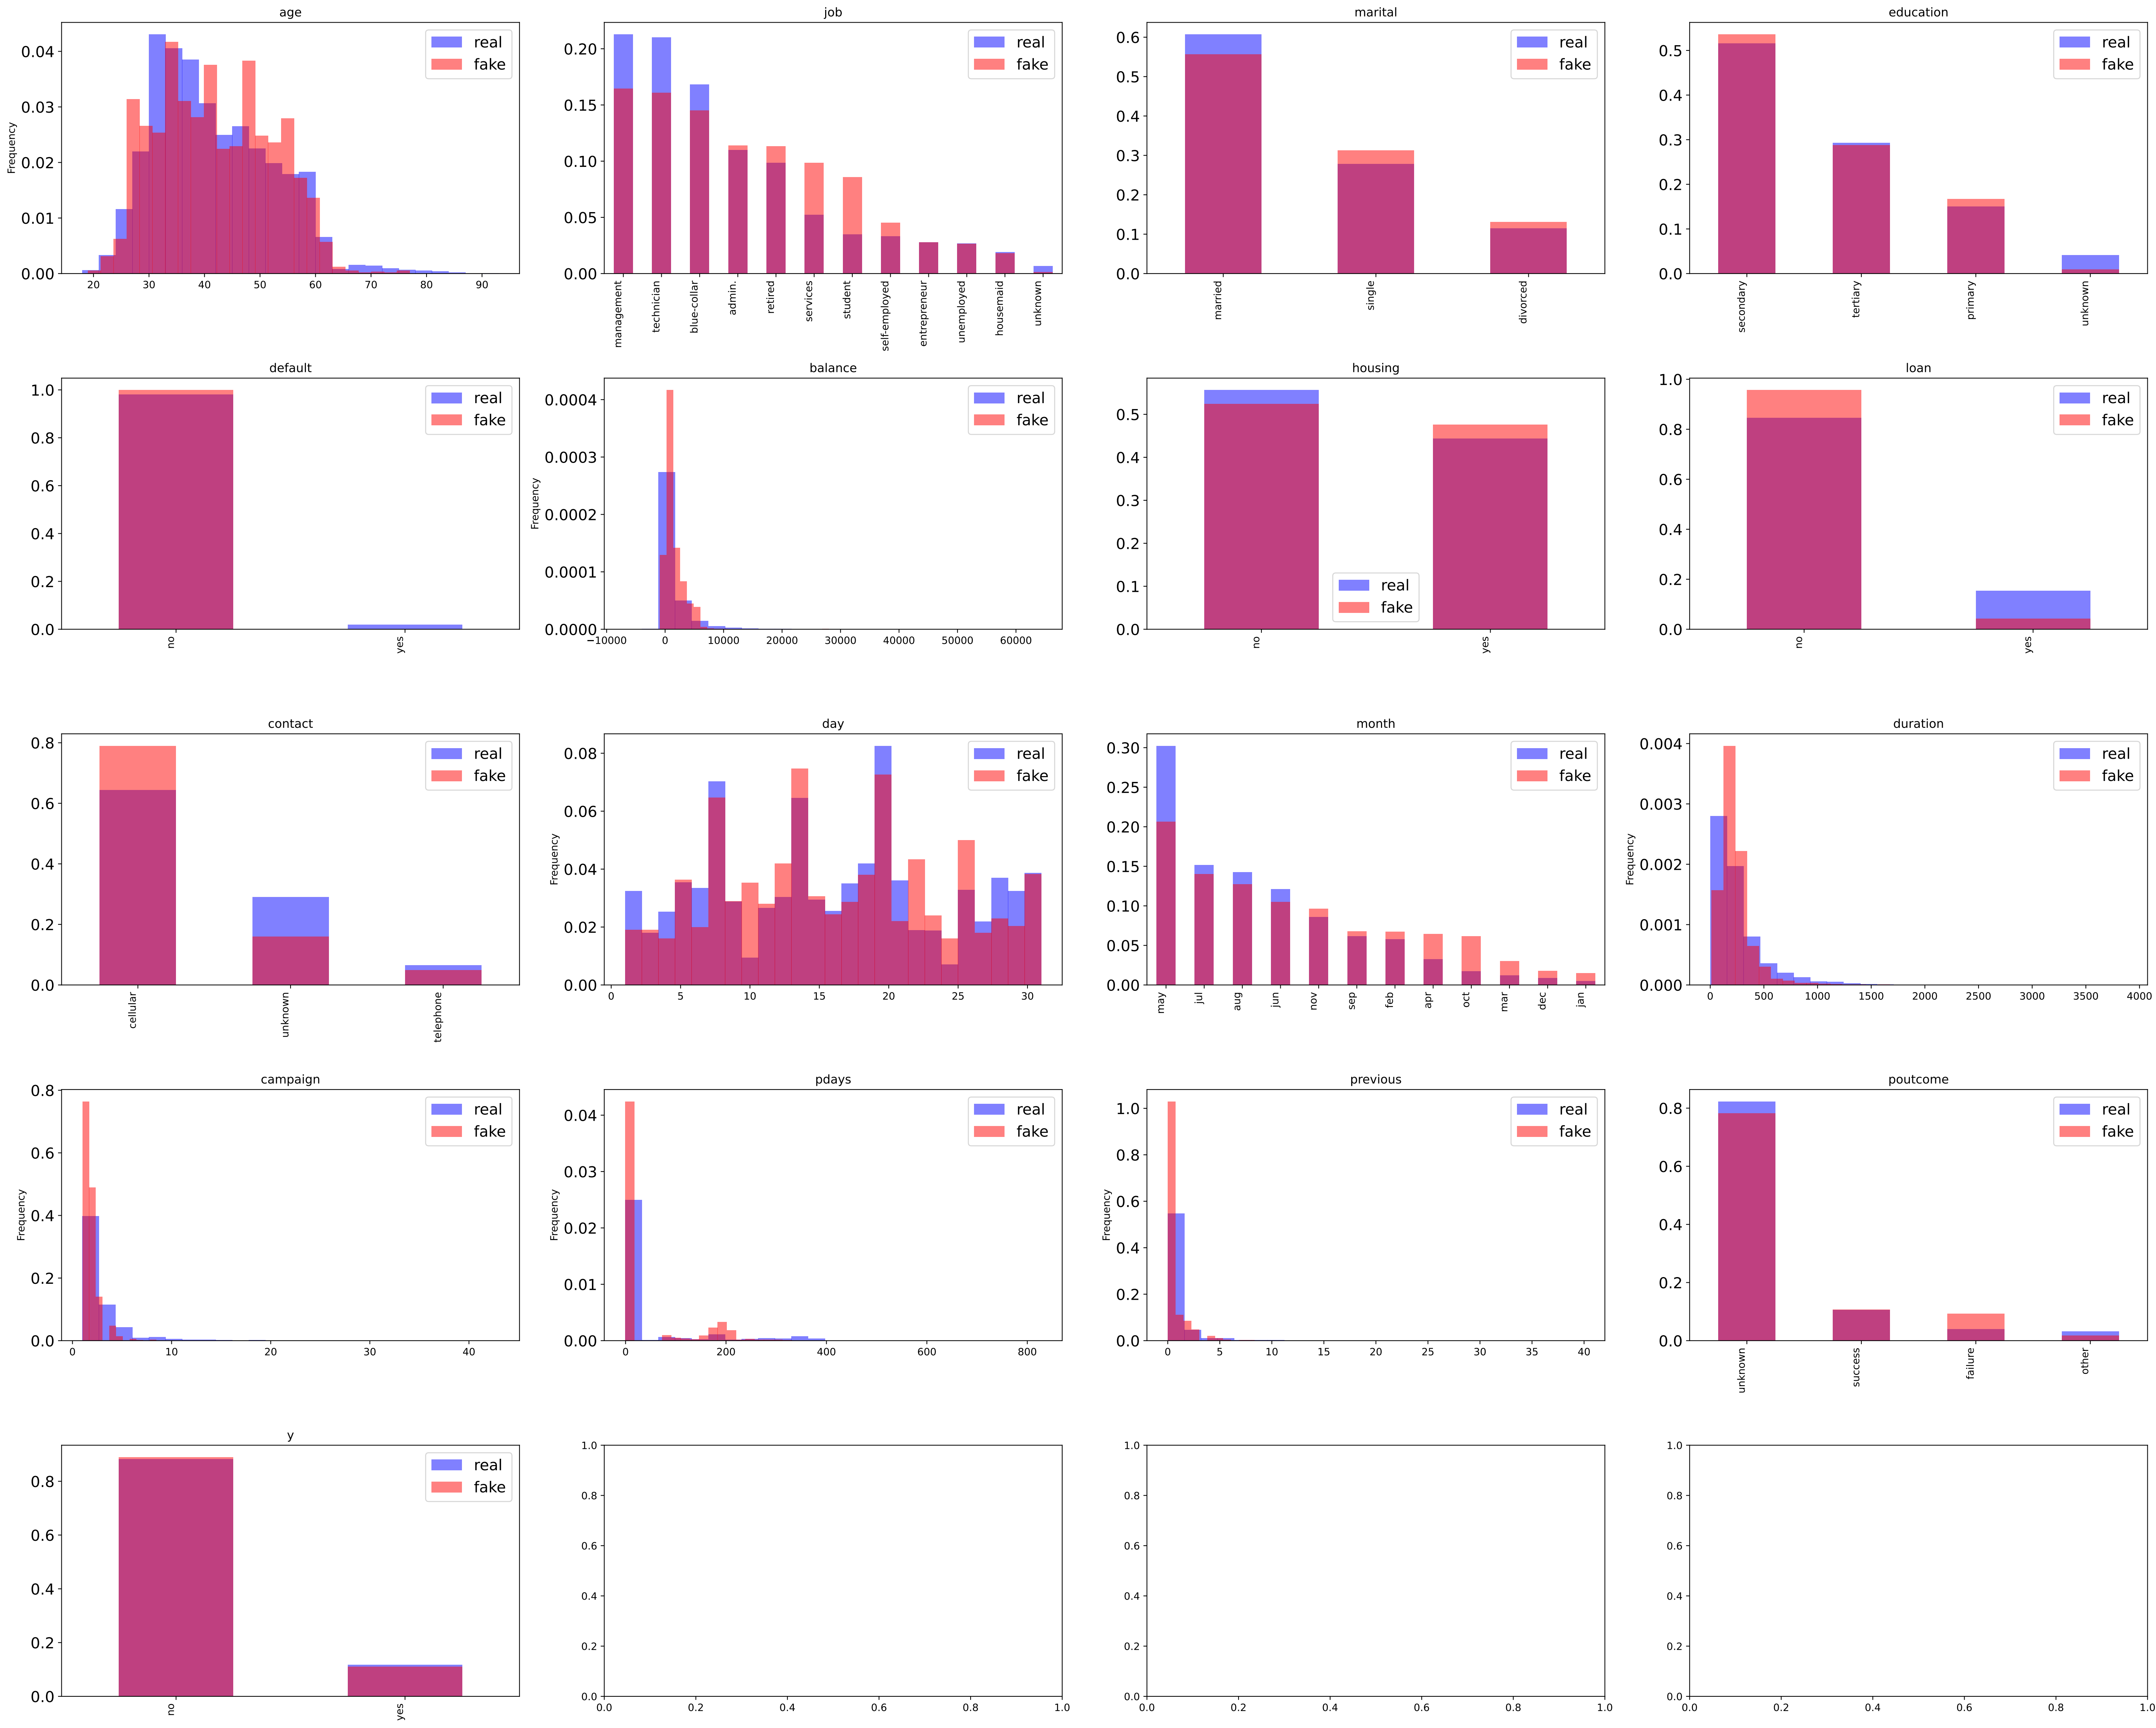 age
real
fake
Frequency
0.04
0.03
0.02
0.01
0.00
20 30 40 50 60 70 80 90
job
real
fake
0.20
0.15
0.10
0.05
0.00
management
technician
blue-collar
admin.
retired
services
student
self-employed
entrepreneur
unemployed
housemaid
unknown
marital
real
fake
0.6
0.5
0.4
0.3
0.2
0.1
0.0
married
single
divorced
education
real
fake
0.5
0.4
0.3
0.2
0.1
0.0
secondary
tertiary
primary
unknown
default
real
fake
1.0
0.8
0.6
0.4
0.2
0.0
no
yes
balance
real
fake
Frequency
0.0004
0.0003
0.0002
0.0001
0.0000
−10000 0 10000 20000 30000 40000 50000 60000
housing
0.5
0.4
0.3
0.2
0.1
0.0
real
fake
no
yes
loan
real
fake
1.0
0.8
0.6
0.4
0.2
0.0
no
yes
contact
real
fake
0.8
0.6
0.4
0.2
0.0
cellular
unknown
telephone
day
real
fake
Frequency
0.08
0.06
0.04
0.02
0.00
0 5 10 15 20 25 30
month
real
fake
0.30
0.25
0.20
0.15
0.10
0.05
0.00
may
jul
aug
jun
nov
sep
feb
apr
oct
mar
dec
jan
duration
real
fake
Frequency
0.004
0.003
0.002
0.001
0.000
0 500 1000 1500 2000 2500 3000 3500 4000
campaign
real
fake
Frequency
0.8
0.6
0.4
0.2
0.0
0 10 20 30 40
pdays
real
fake
Frequency
0.04
0.03
0.02
0.01
0.00
0 200 400 600 800
previous
real
fake
Frequency
1.0
0.8
0.6
0.4
0.2
0.0
0 5 10 15 20 25 30 35 40
poutcome
real
fake
0.8
0.6
0.4
0.2
0.0
unknown
success
failure
other
y
real
fake
0.8
0.6
0.4
0.2
0.0
no
yes
1.0
0.8
0.6
0.4
0.2
0.0
0.0 0.2 0.4 0.6 0.8 1.0
1.0
0.8
0.6
0.4
0.2
0.0
0.0 0.2 0.4 0.6 0.8 1.0
1.0
0.8
0.6
0.4
0.2
0.0
0.0 0.2 0.4 0.6 0.8 1.0